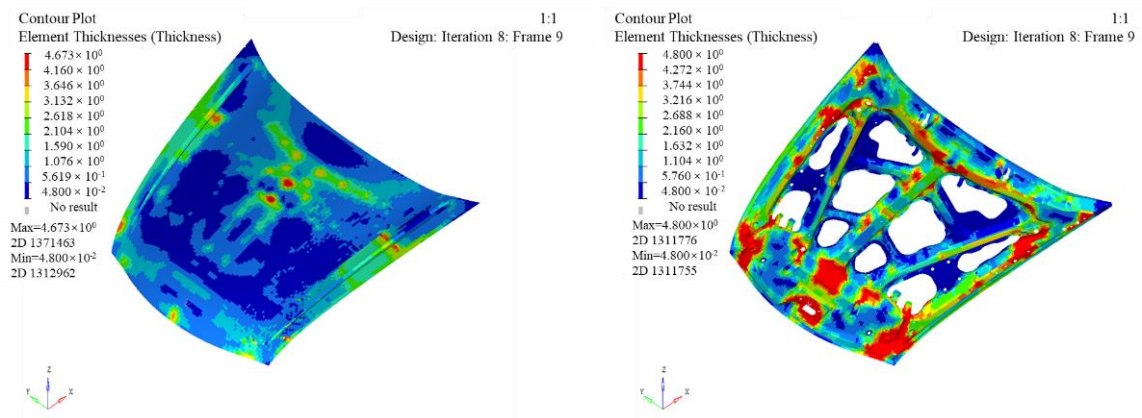 Contour Plot
1:1
Element Thicknesses (Thickness)
Design: Iteration 8: Frame 9
4.673× 10⁰
4.160 × 10⁰
3.646 × 10⁰
3.132 × 10⁰
2.618 × 10⁰
2.104 × 10⁰
1.590 × 10⁰
1.076 × 10⁰
5.619 × 10⁻¹
4.800 × 10⁻²
No result
Max=4.673× 10⁰
2D 1371463
Min=4.800× 10⁻²
2D 1312962
Z
Y
X
Contour Plot
1:1
Element Thicknesses (Thickness)
Design: Iteration 8: Frame 9
4.800 × 10⁰
4.272 × 10⁰
3.744 × 10⁰
3.216 × 10⁰
2.688 × 10⁰
2.160 × 10⁰
1.632 × 10⁰
1.104 × 10⁰
5.760 × 10⁻¹
4.800 × 10⁻²
No result
Max=4.800× 10⁰
2D 1311776
Min=4.800× 10⁻²
2D 1311755
Z
Y
X